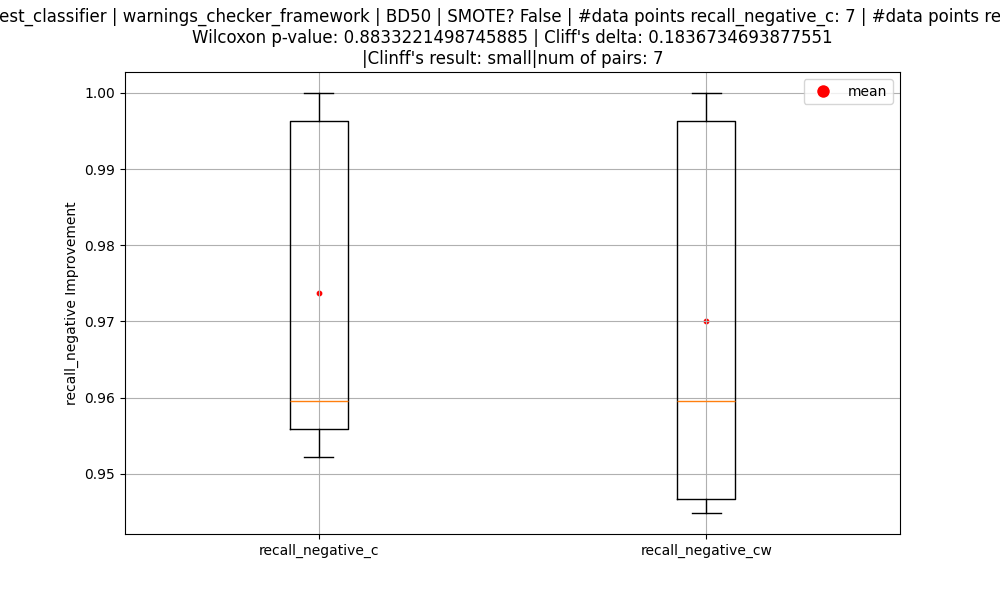 est_classifier | warnings_checker_framework | BD50 | SMOTE? False | #data points recall_negative_c: 7 | #data points re
Wilcoxon p-value: 0.8833221498745885 | Cliff's delta: 0.1836734693877551
|Clinff's result: small|num of pairs: 7
mean
1.00
0.99
0.98
0.97
0.96
0.95
recall_negative Improvement
recall_negative_c
recall_negative_cw